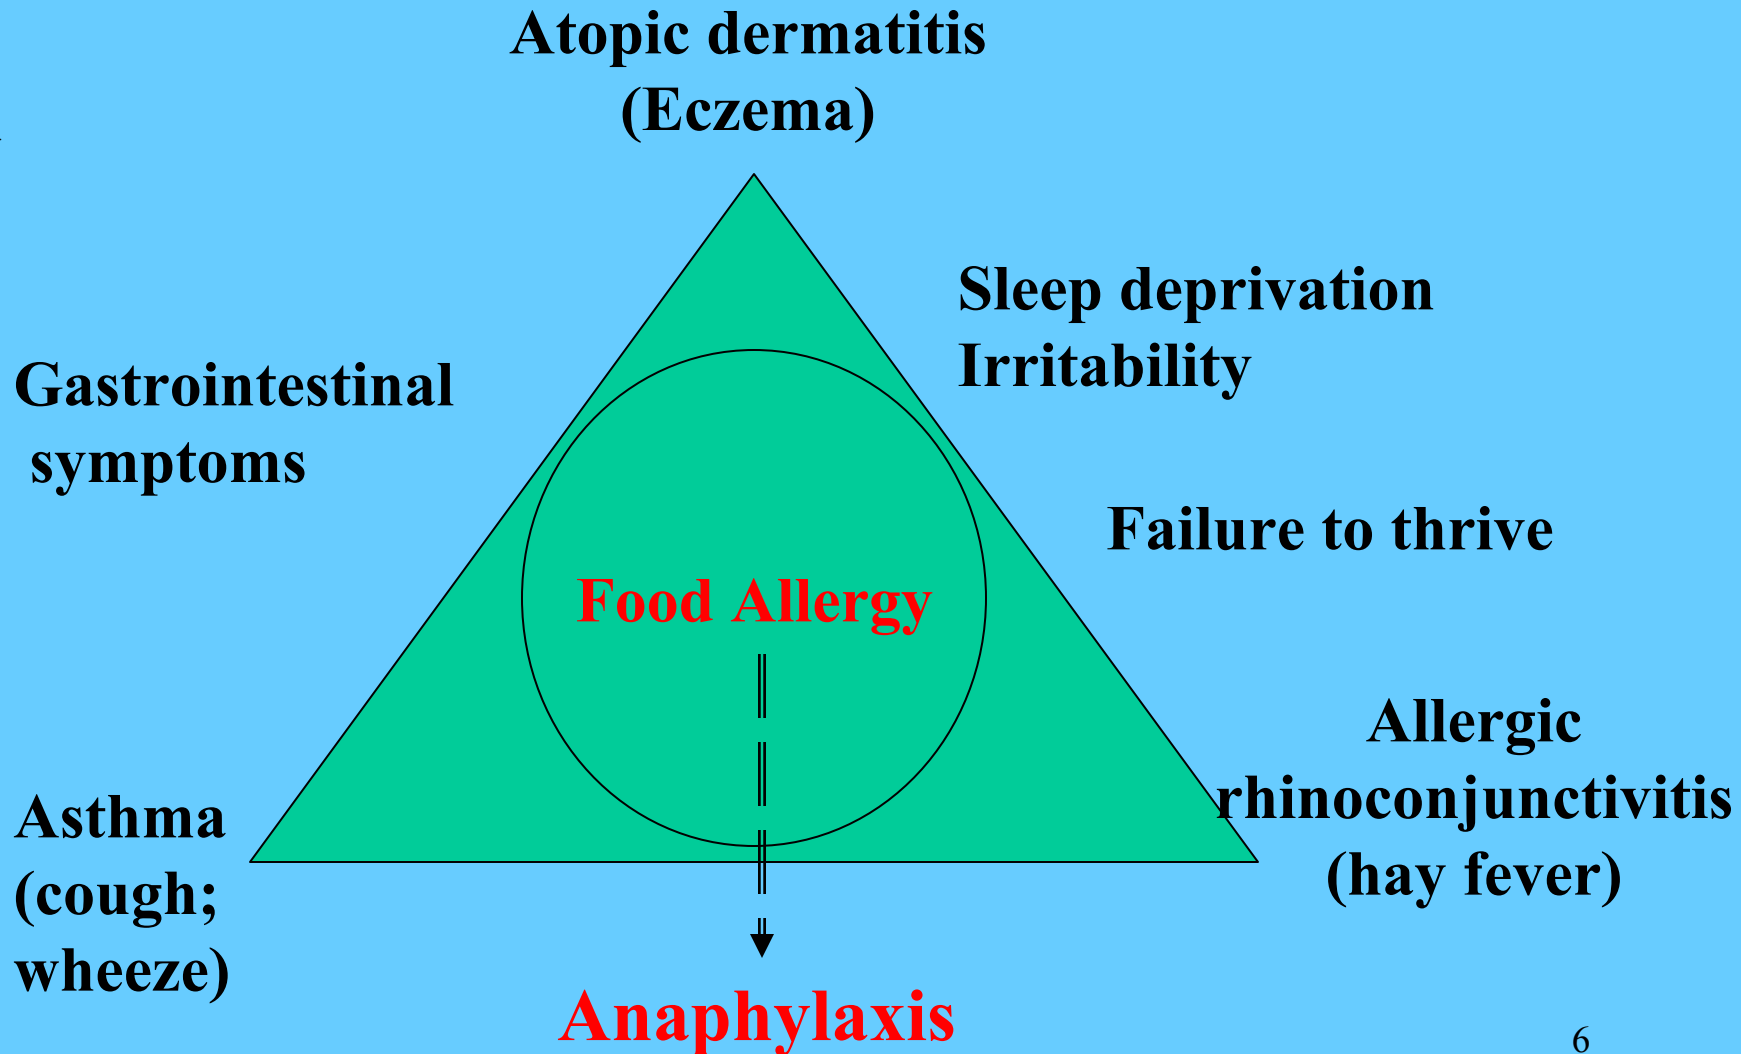 Atopic dermatitis
(Eczema)
Sleep deprivation
Irritability
Gastrointestinal
symptoms
Failure to thrive
Food Allergy
Allergic
rhinoconjunctivitis
(hay fever)
Asthma
(cough;
wheeze)
Anaphylaxis
6